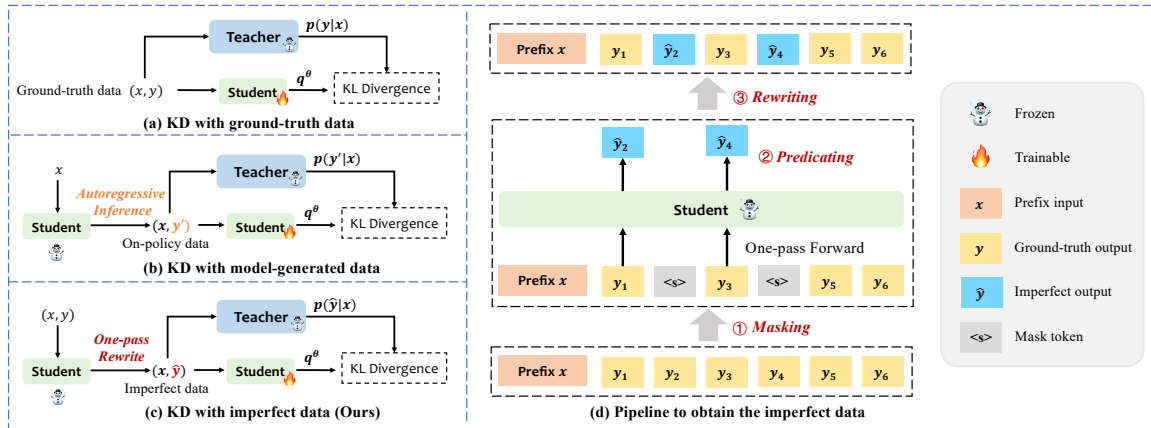 Teacher
p(y|x)
Ground-truth data (x, y)
Student
q^θ
KL Divergence
(a) KD with ground-truth data
x
Teacher
p(y′|x)
Autoregressive
Inference
Student
(x, y′)
Student
q^θ
KL Divergence
On-policy data
(b) KD with model-generated data
(x, y)
Teacher
p(ŷ|x)
One-pass
Rewrite
Student
(x, ŷ)
Student
q^θ
KL Divergence
Imperfect data
(c) KD with imperfect data (Ours)
Prefix x y₁ ŷ₂ y₃ ŷ₄ y₅ y₆
③ Rewriting
ŷ₂ ŷ₄
② Predicating
Student
One-pass Forward
Prefix x y₁ <s> y₃ <s> y₅ y₆
① Masking
Prefix x y₁ y₂ y₃ y₄ y₅ y₆
(d) Pipeline to obtain the imperfect data
Frozen
Trainable
x Prefix input
y Ground-truth output
ŷ Imperfect output
<s> Mask token